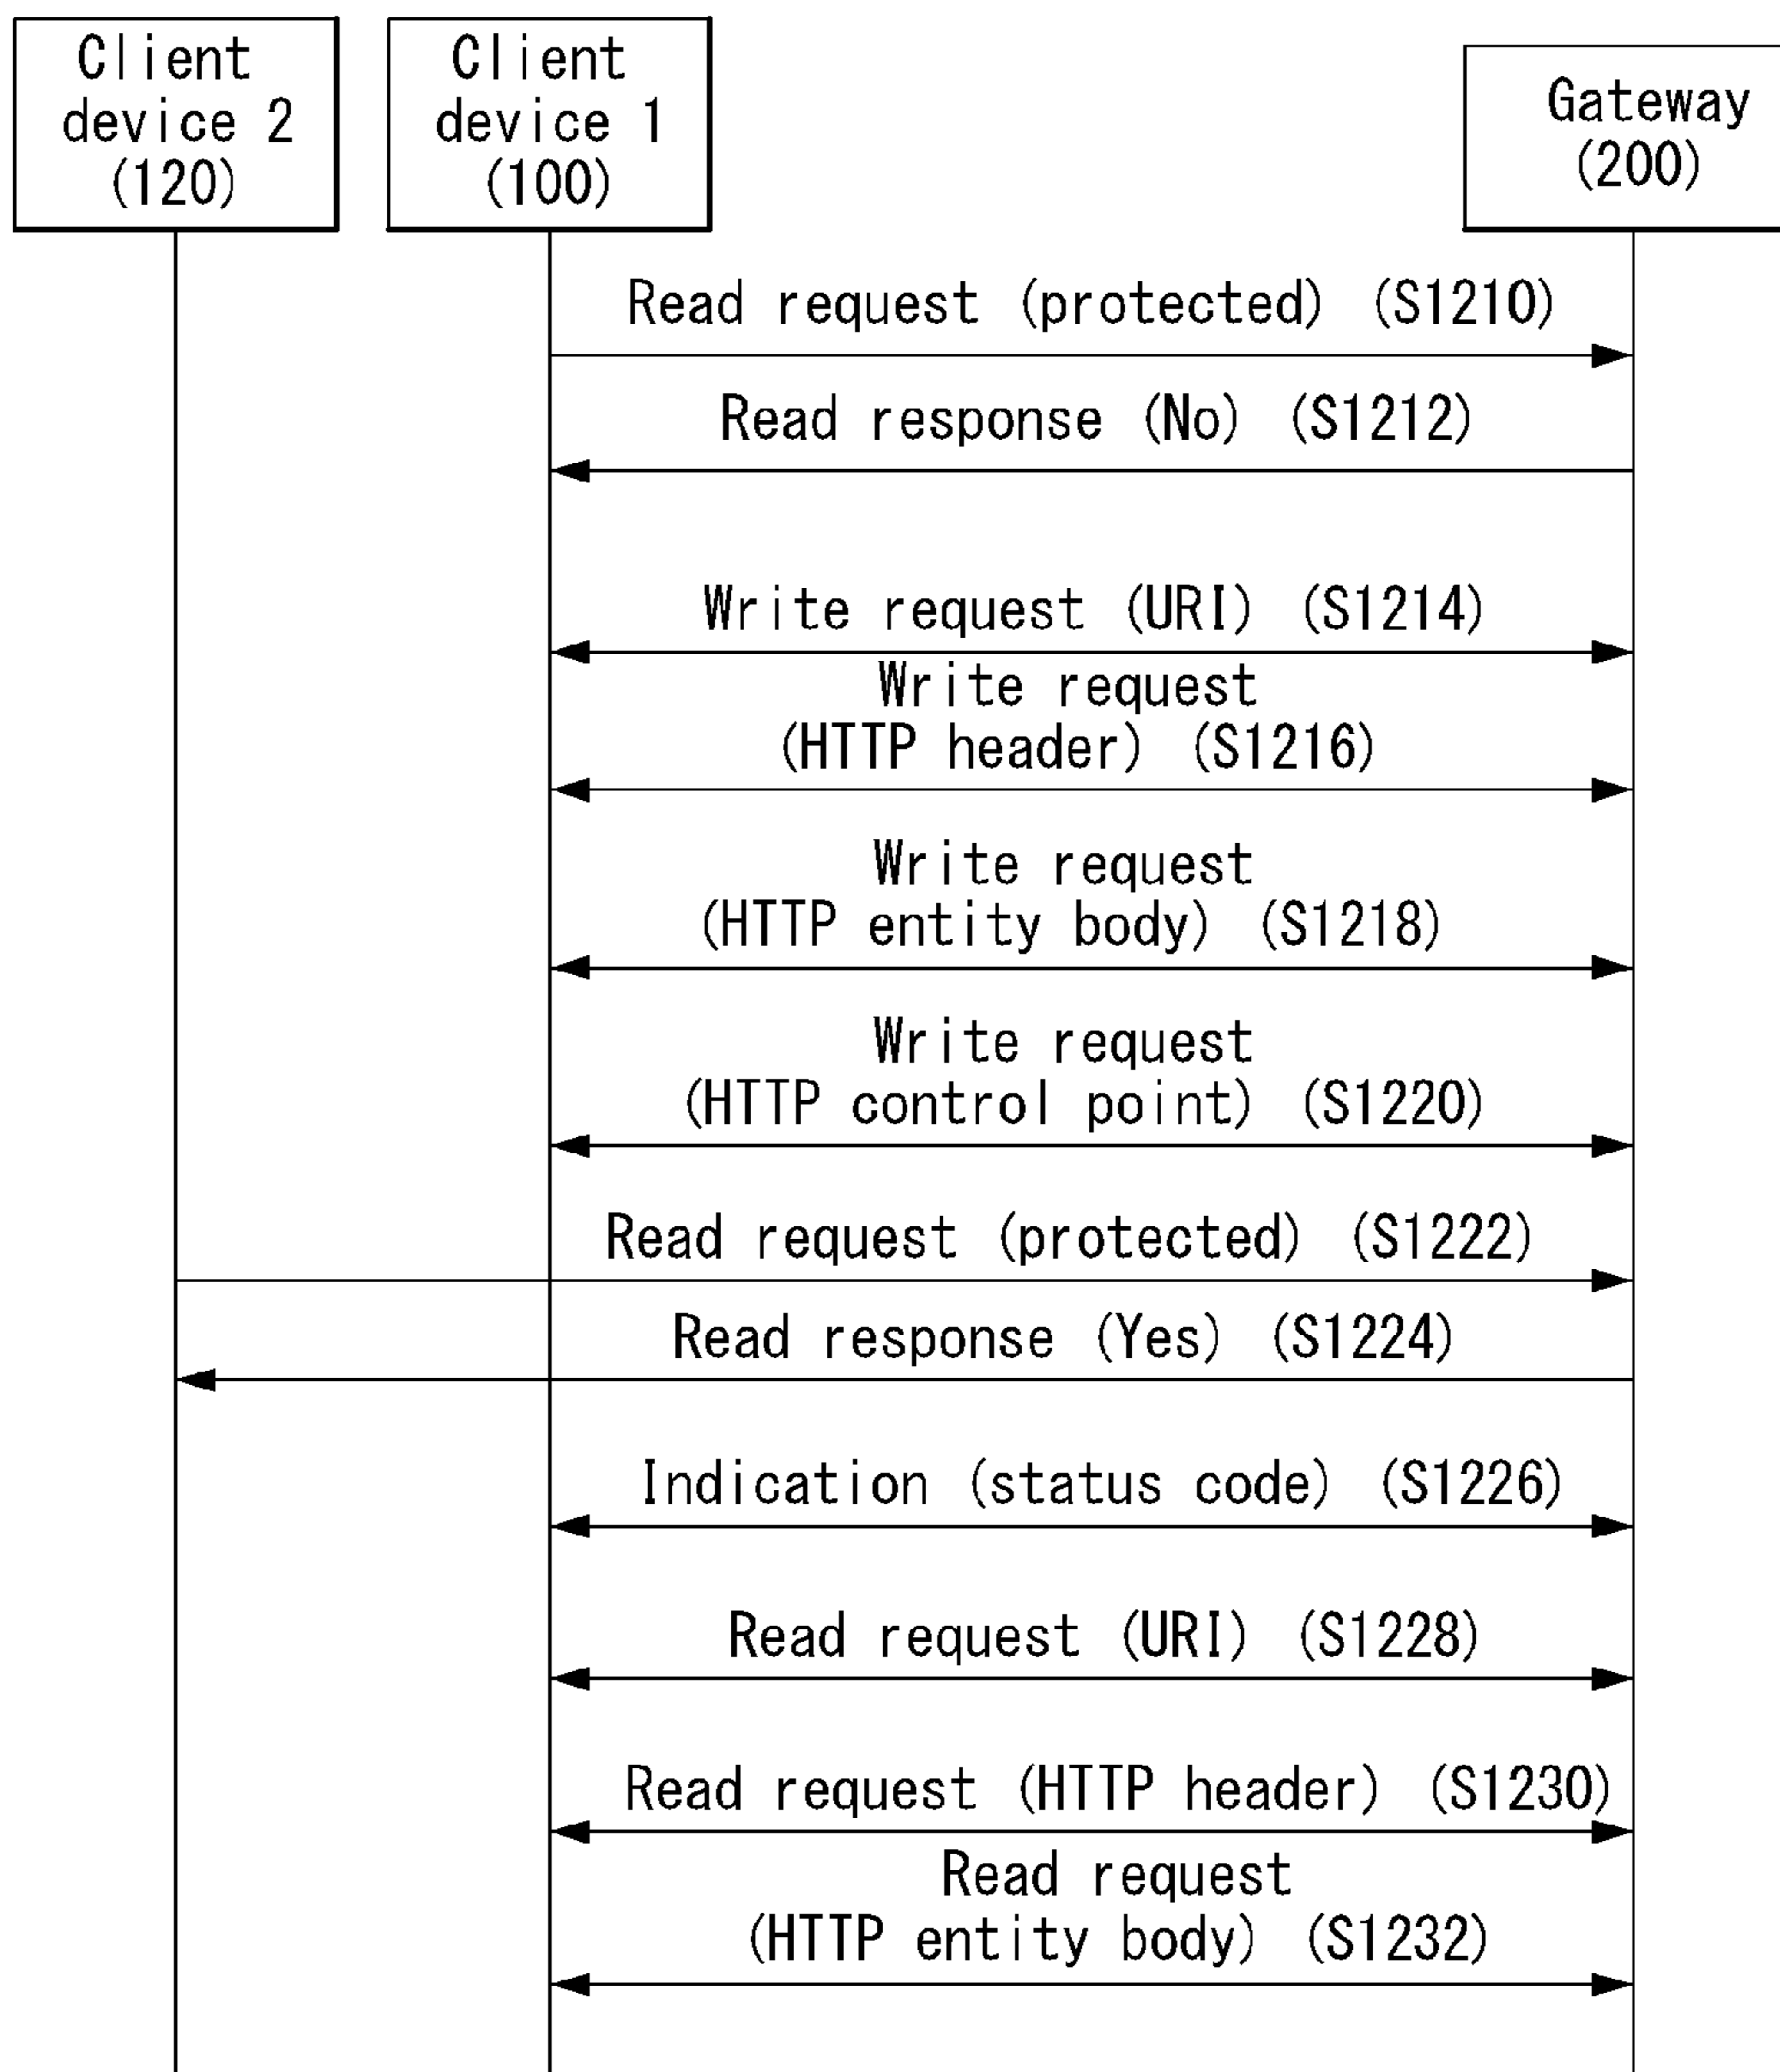 Client
device 2
(120)
Client
device 1
(100)
Gateway
(200)
Read request (protected) (S1210)
Read response (No) (S1212)
Write request (URI) (S1214)
Write request
(HTTP header) (S1216)
Write request
(HTTP entity body) (S1218)
Write request
(HTTP control point) (S1220)
Read request (protected) (S1222)
Read response (Yes) (S1224)
Indication (status code) (S1226)
Read request (URI) (S1228)
Read request (HTTP header) (S1230)
Read request
(HTTP entity body) (S1232)